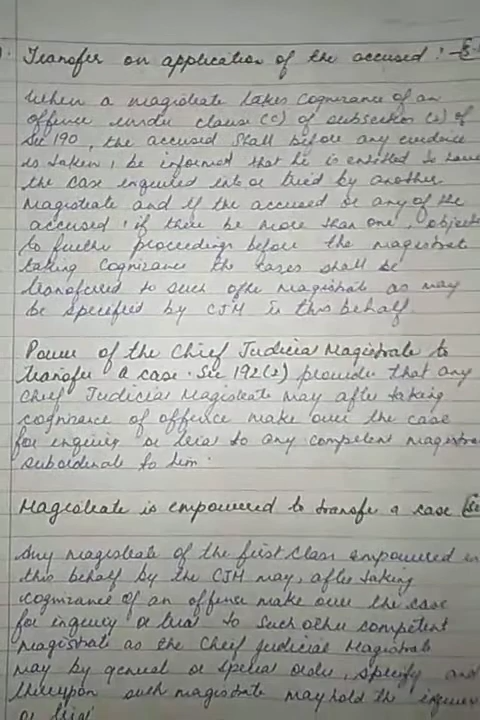 Transfer on application of the accused :-
When a magistrate takes cognizance of an
offence under clause (c) of subsection (1) of
Sec 190, the accused shall before any evidence
is taken, be informed that he is entitled to have
the case enquired into or tried by another
magistrate and if the accused or any of the
accused, if there be more than one, objects
to further proceedings before the magistrate
taking cognizance the cases shall be
transferred to such other magistrate as may
be specified by CJM in this behalf.
Power of the Chief Judicial Magistrate to
transfer a case. Sec 192(1) provides that any
Chief Judicial Magistrate may after taking
cognizance of offence make over the case
for inquiry or trial to any competent magistra
subordinate to him.
Magistrate is empowered to transfer a case
Any magistrate of the first class empowered in
this behalf by the CJM may, after taking
cognizance of an offence make over the case
for inquiry or trial to such other competent
magistrate as the Chief Judicial Magistrate
may by general or special order, specify and
thereupon such magistrate may hold the inquiry
or trial